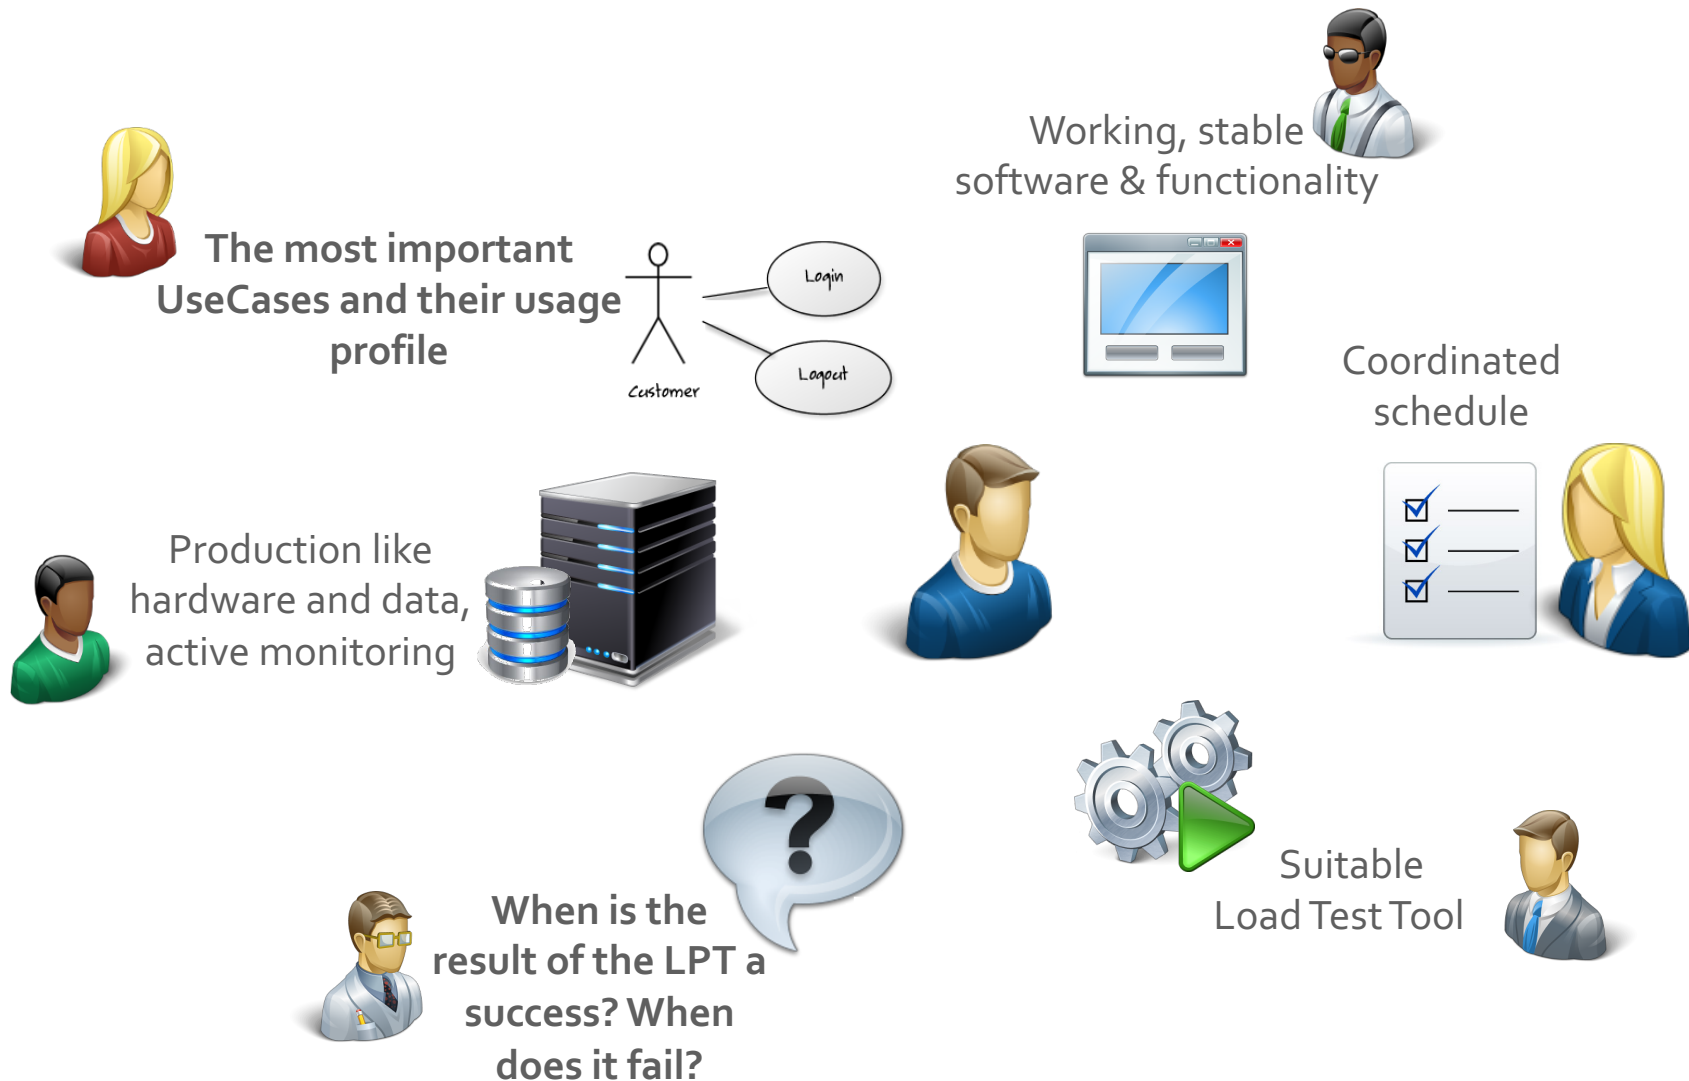 Working, stable
software & functionality
The most important
UseCases and their usage
profile
Login
Logout
Customer
Coordinated
schedule
Production like
hardware and data,
active monitoring
?
Suitable
Load Test Tool
When is the
result of the LPT a
success? When
does it fail?